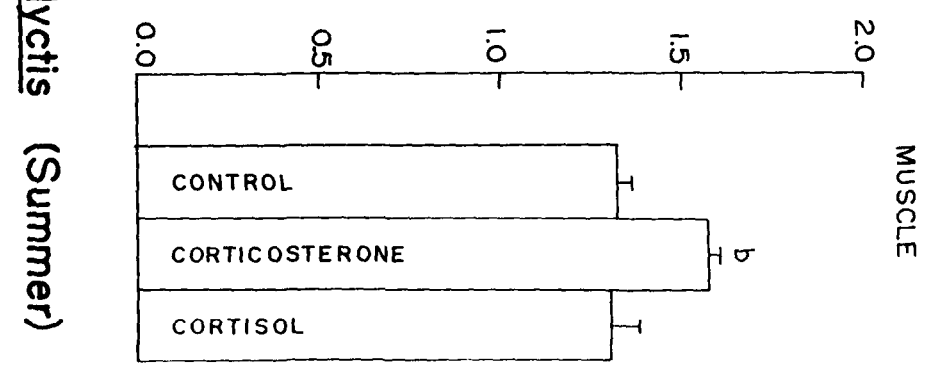 MUSCLE
2.0
1.5
1.0
0.5
0.0
CONTROL
CORTICOSTERONE
b
CORTISOL
(Summer)